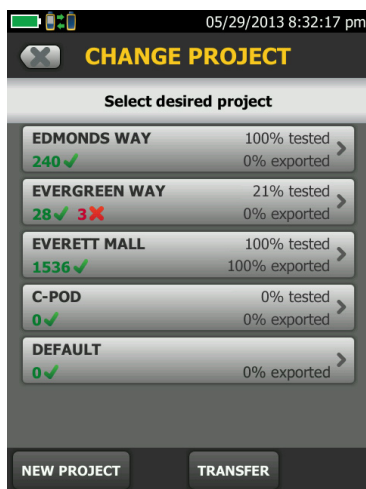 05/29/2013 8:32:17 pm
CHANGE PROJECT
Select desired project
EDMONDS WAY 100% tested
240 0% exported
EVERGREEN WAY 21% tested
28 3 0% exported
EVERETT MALL 100% tested
1536 100% exported
C-POD 0% tested
0 0% exported
DEFAULT
0 0% exported
NEW PROJECT TRANSFER